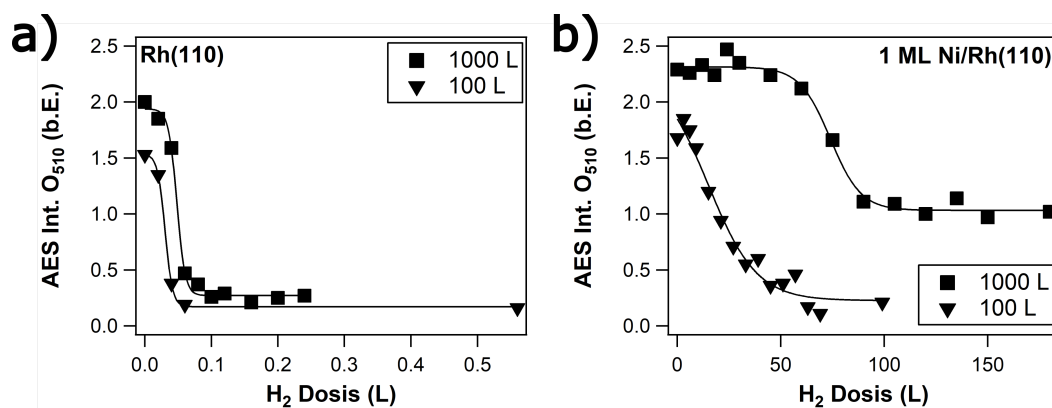 a)
Rh(110)
1000 L
100 L
AES Int. O510 (b.E.)
2.5
2.0
1.5
1.0
0.5
0.0
0.0 0.1 0.2 0.3 0.4 0.5
H2 Dosis (L)
b)
1 ML Ni/Rh(110)
AES Int. O510 (b.E.)
2.5
2.0
1.5
1.0
0.5
0.0
1000 L
100 L
0 50 100 150
H2 Dosis (L)